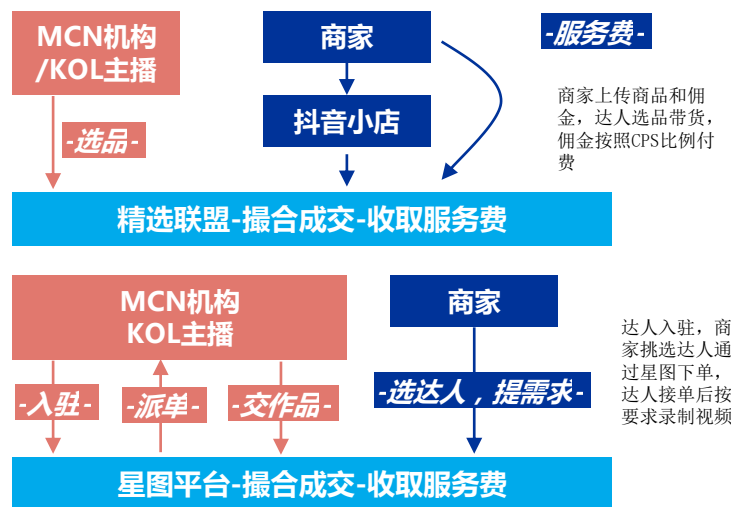 MCN机构
/KOL主播
商家
-服务费-
抖音小店
-选品-
商家上传商品和佣
金，达人选品带货，
佣金按照CPS比例付
费
精选联盟-撮合成交-收取服务费
MCN机构
KOL主播
商家
达人入驻，商
家挑选达人通
过星图下单，
达人接单后按
要求录制视频
-入驻-
-派单-
-交作品-
-选达人，提需求-
星图平台-撮合成交-收取服务费